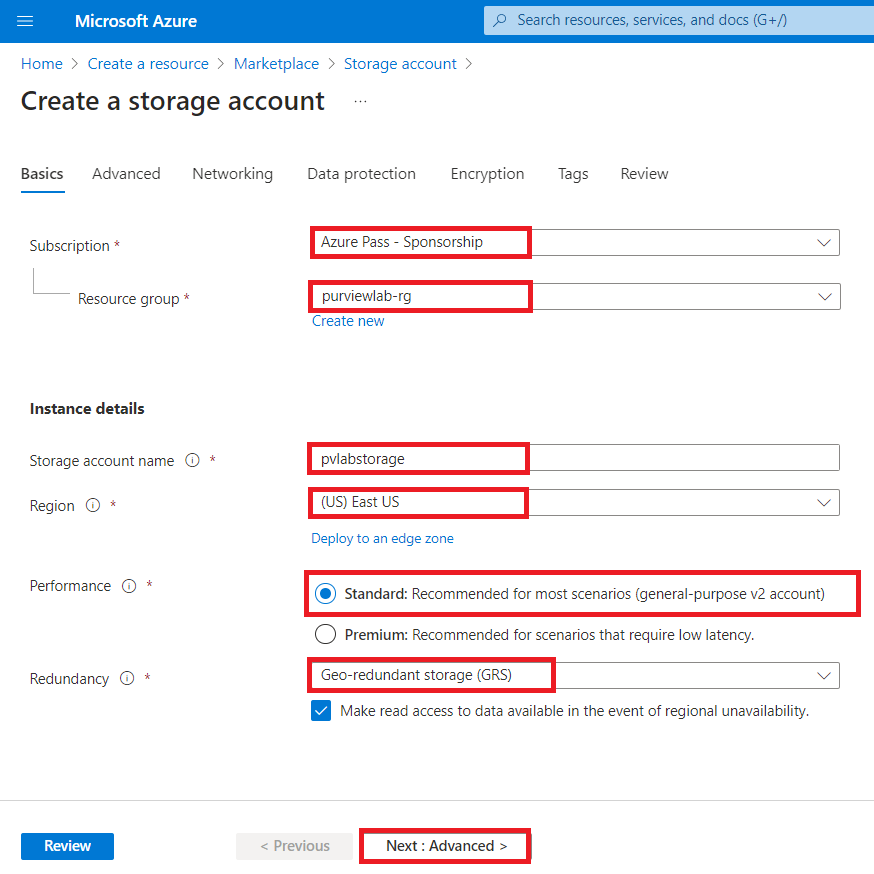 Microsoft Azure
Search resources, services, and docs (G+/)
Home > Create a resource > Marketplace > Storage account >
Create a storage account ...
Basics Advanced Networking Data protection Encryption Tags Review
Subscription * Azure Pass - Sponsorship
Resource group * purviewlab-rg
Create new
Instance details
Storage account name * pvlabstorage
Region * (US) East US
Deploy to an edge zone
Performance * Standard: Recommended for most scenarios (general-purpose v2 account)
Premium: Recommended for scenarios that require low latency.
Redundancy * Geo-redundant storage (GRS)
Make read access to data available in the event of regional unavailability.
Review < Previous Next : Advanced >